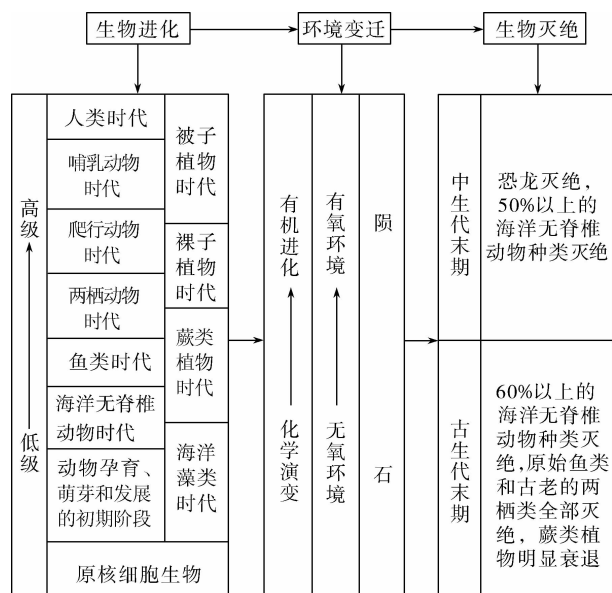 生物进化
环境变迁
生物灭绝
高级
低级
人类时代
哺乳动物
时代
爬行动物
时代
两栖动物
时代
鱼类时代
海洋无脊椎
动物时代
动物孕育、
萌芽和发展
的初期阶段
被子
植物
时代
裸子
植物
时代
蕨类
植物
时代
海洋
藻类
时代
原核细胞生物
有机进化
化学演变
有氧环境
无氧环境
陨石
中生代末期
恐龙灭绝，
50%以上的
海洋无脊椎
动物种类灭绝
古生代末期
60%以上的
海洋无脊椎
动物种类灭
绝，原始鱼类
和古老的两
栖类全部灭
绝，蕨类植
物明显衰退